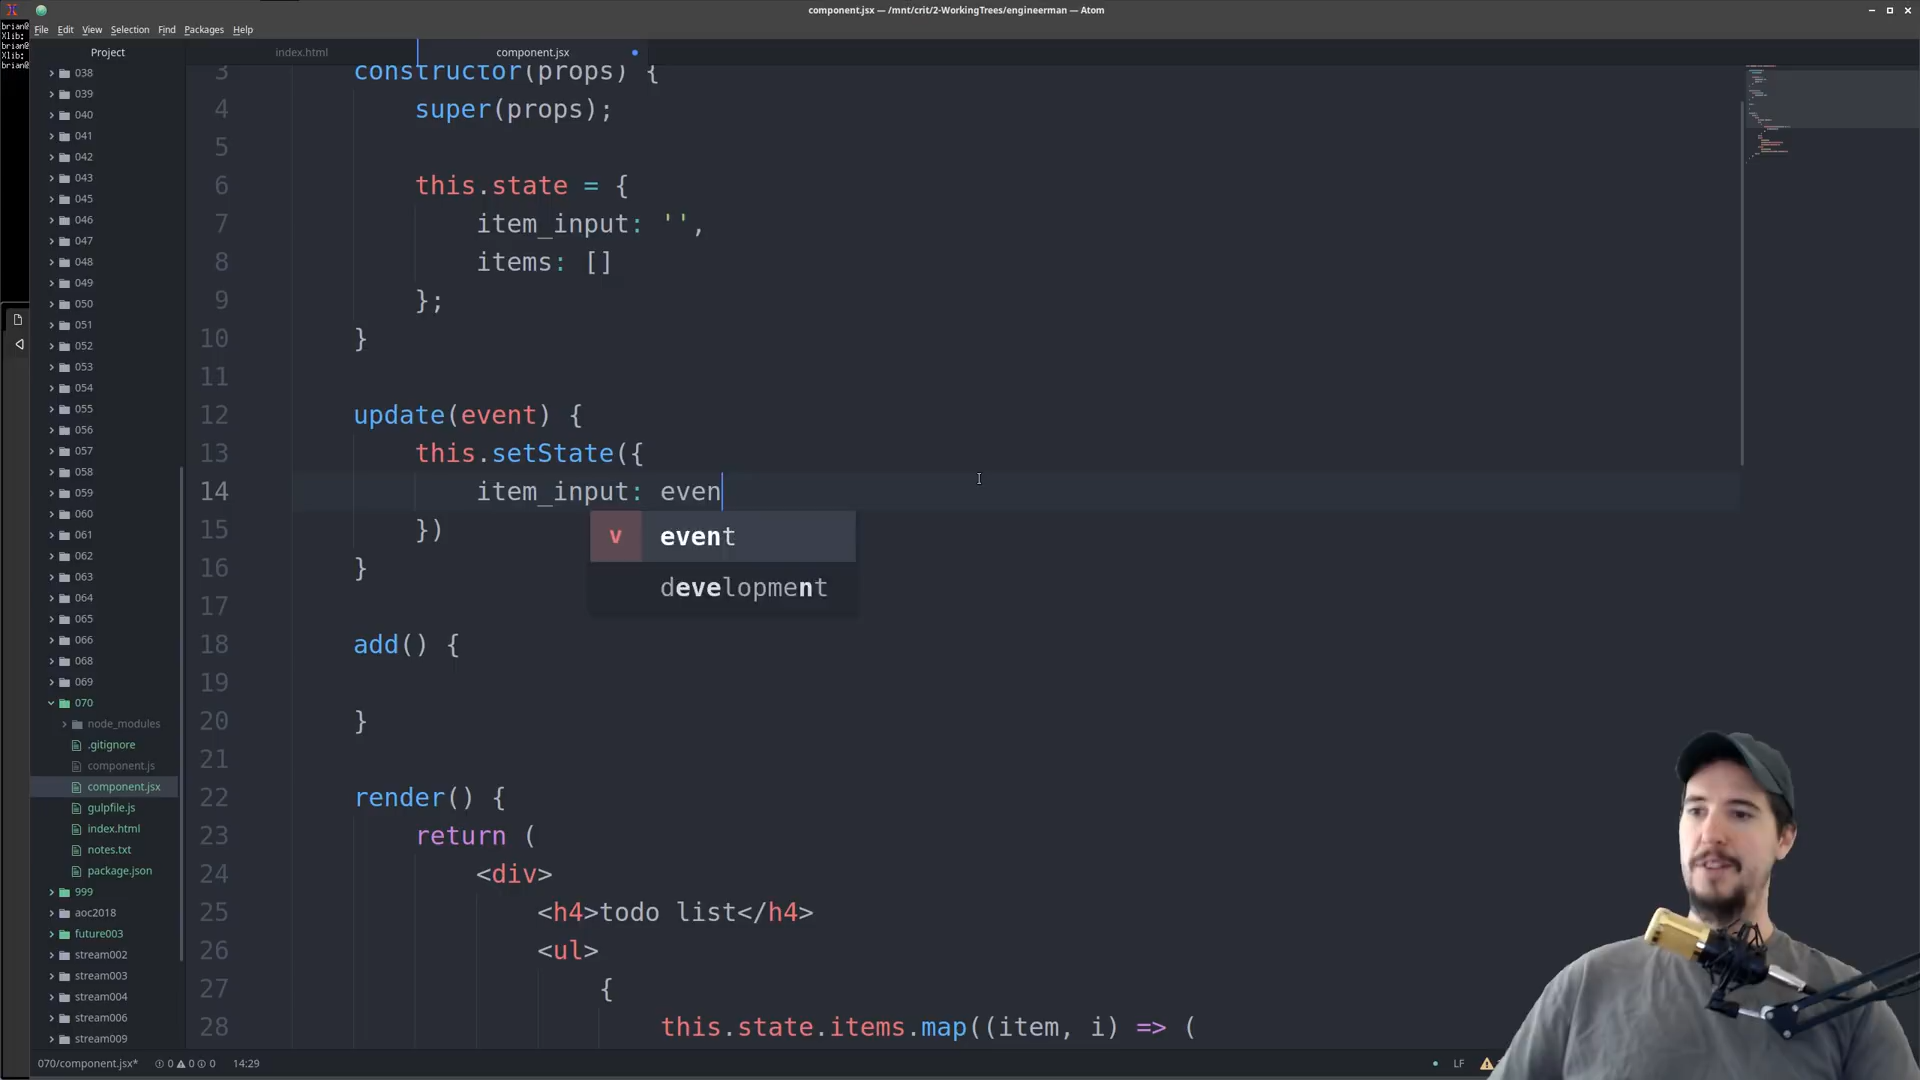 component.jsx — /mnt/crit/2-WorkingTrees/engineerman — Atom
brian@
Xlib:
brian@
Xlib:
brian@
File Edit View Selection Find Packages Help
Project
index.html
component.jsx
038
039
040
041
042
043
045
046
047
048
049
050
051
052
053
054
055
056
057
058
059
060
061
062
063
064
065
066
068
069
070
node_modules
.gitignore
component.js
component.jsx
gulpfile.js
index.html
notes.txt
package.json
999
aoc2018
future003
stream002
stream003
stream004
stream006
stream009
3 constructor(props) {
4 super(props);
5
6 this.state = {
7 item_input: '',
8 items: []
9 };
10 }
11
12 update(event) {
13 this.setState({
14 item_input: even
15 })
16 }
17
18 add() {
19
20 }
21
22 render() {
23 return (
24 <div>
25 <h4>todo list</h4>
26 <ul>
27 {
28 this.state.items.map((item, i) => (
v event
development
070/component.jsx* 0 0 0 14:29
LF